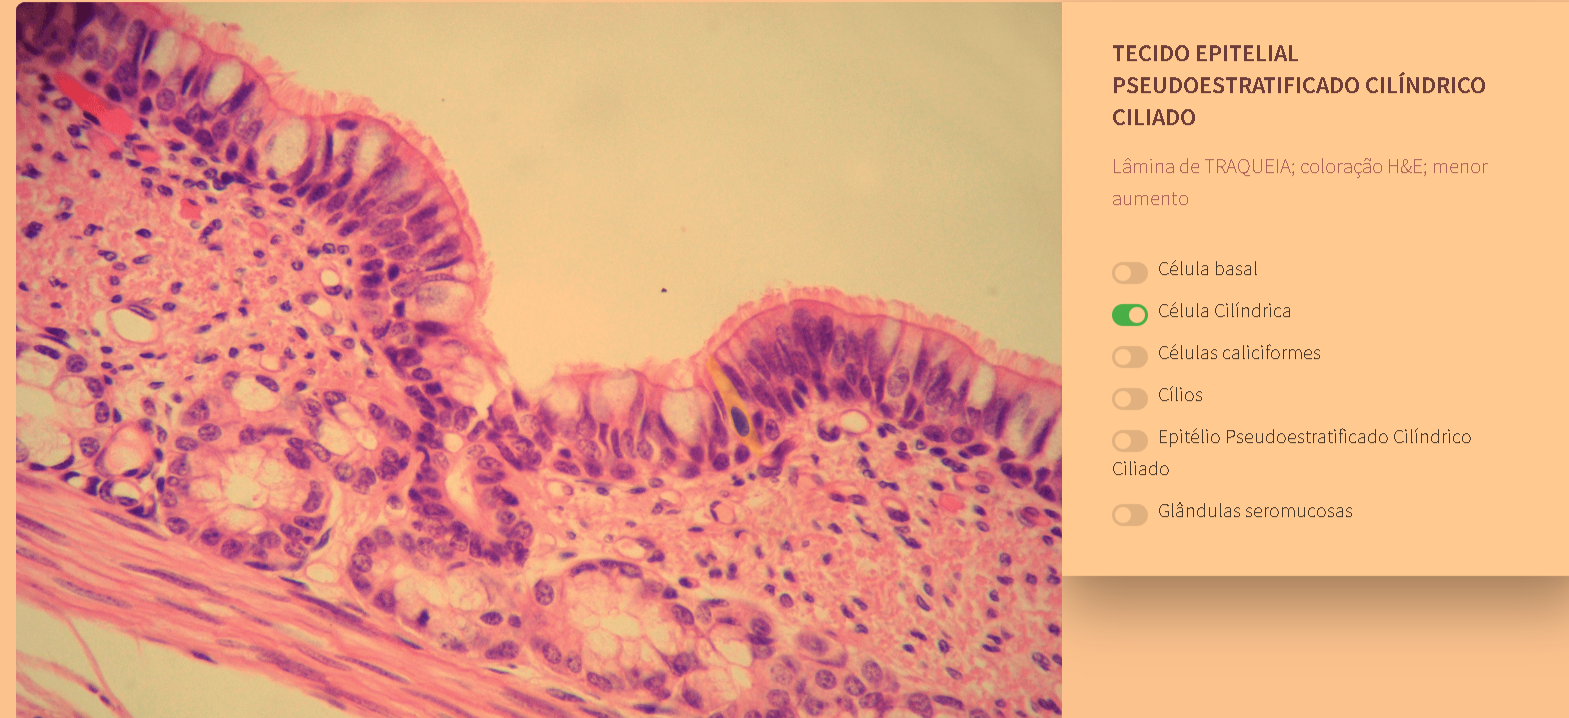 TECIDO EPITELIAL
PSEUDOESTRATIFICADO CILÍNDRICO
CILIADO
Lâmina de TRAQUEIA; coloração H&E; menor
aumento
Célula basal
Célula Cilíndrica
Células caliciformes
Cílios
Epitélio Pseudoestratificado Cilíndrico
Ciliado
Glândulas seromucosas